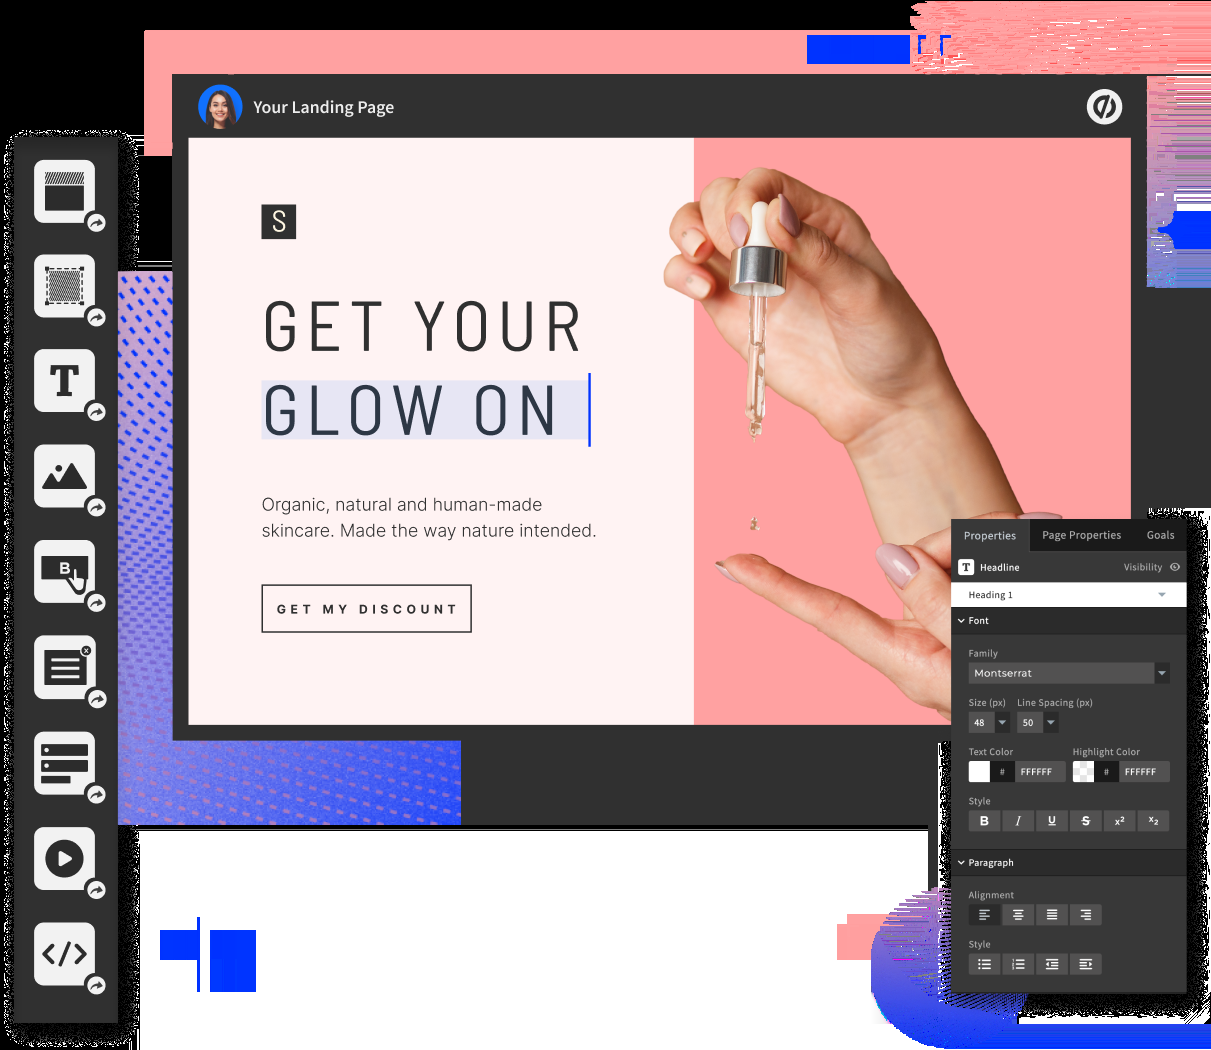 Your Landing Page
S
GET YOUR
GLOW ON
Organic, natural and human-made
skincare. Made the way nature intended.
GET MY DISCOUNT
T
B
</>
Properties Page Properties Goals
T Headline Visibility
Heading 1
Font
Family
Montserrat
Size (px) Line Spacing (px)
48 50
Text Color Highlight Color
# FFFFFF # FFFFFF
Style
B I U S x² x₂
Paragraph
Alignment
Style